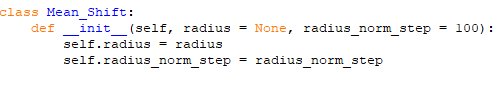 class Mean_Shift:
    def __init__(self, radius = None, radius_norm_step = 100):
        self.radius = radius
        self.radius_norm_step = radius_norm_step